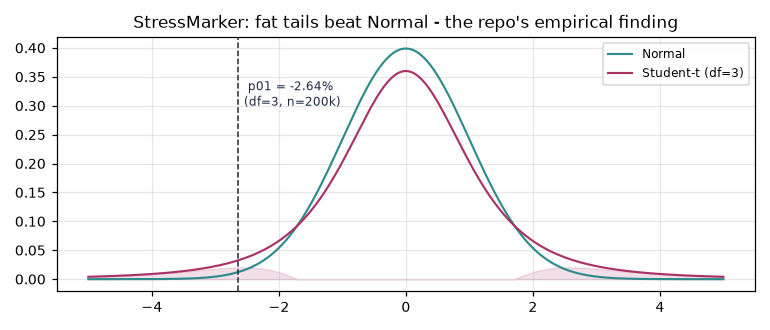 StressMarker: fat tails beat Normal - the repo's empirical finding
0.40
0.35
0.30
0.25
0.20
0.15
0.10
0.05
0.00
p01 = -2.64%
(df=3, n=200k)
Normal
Student-t (df=3)
−4
−2
0
2
4